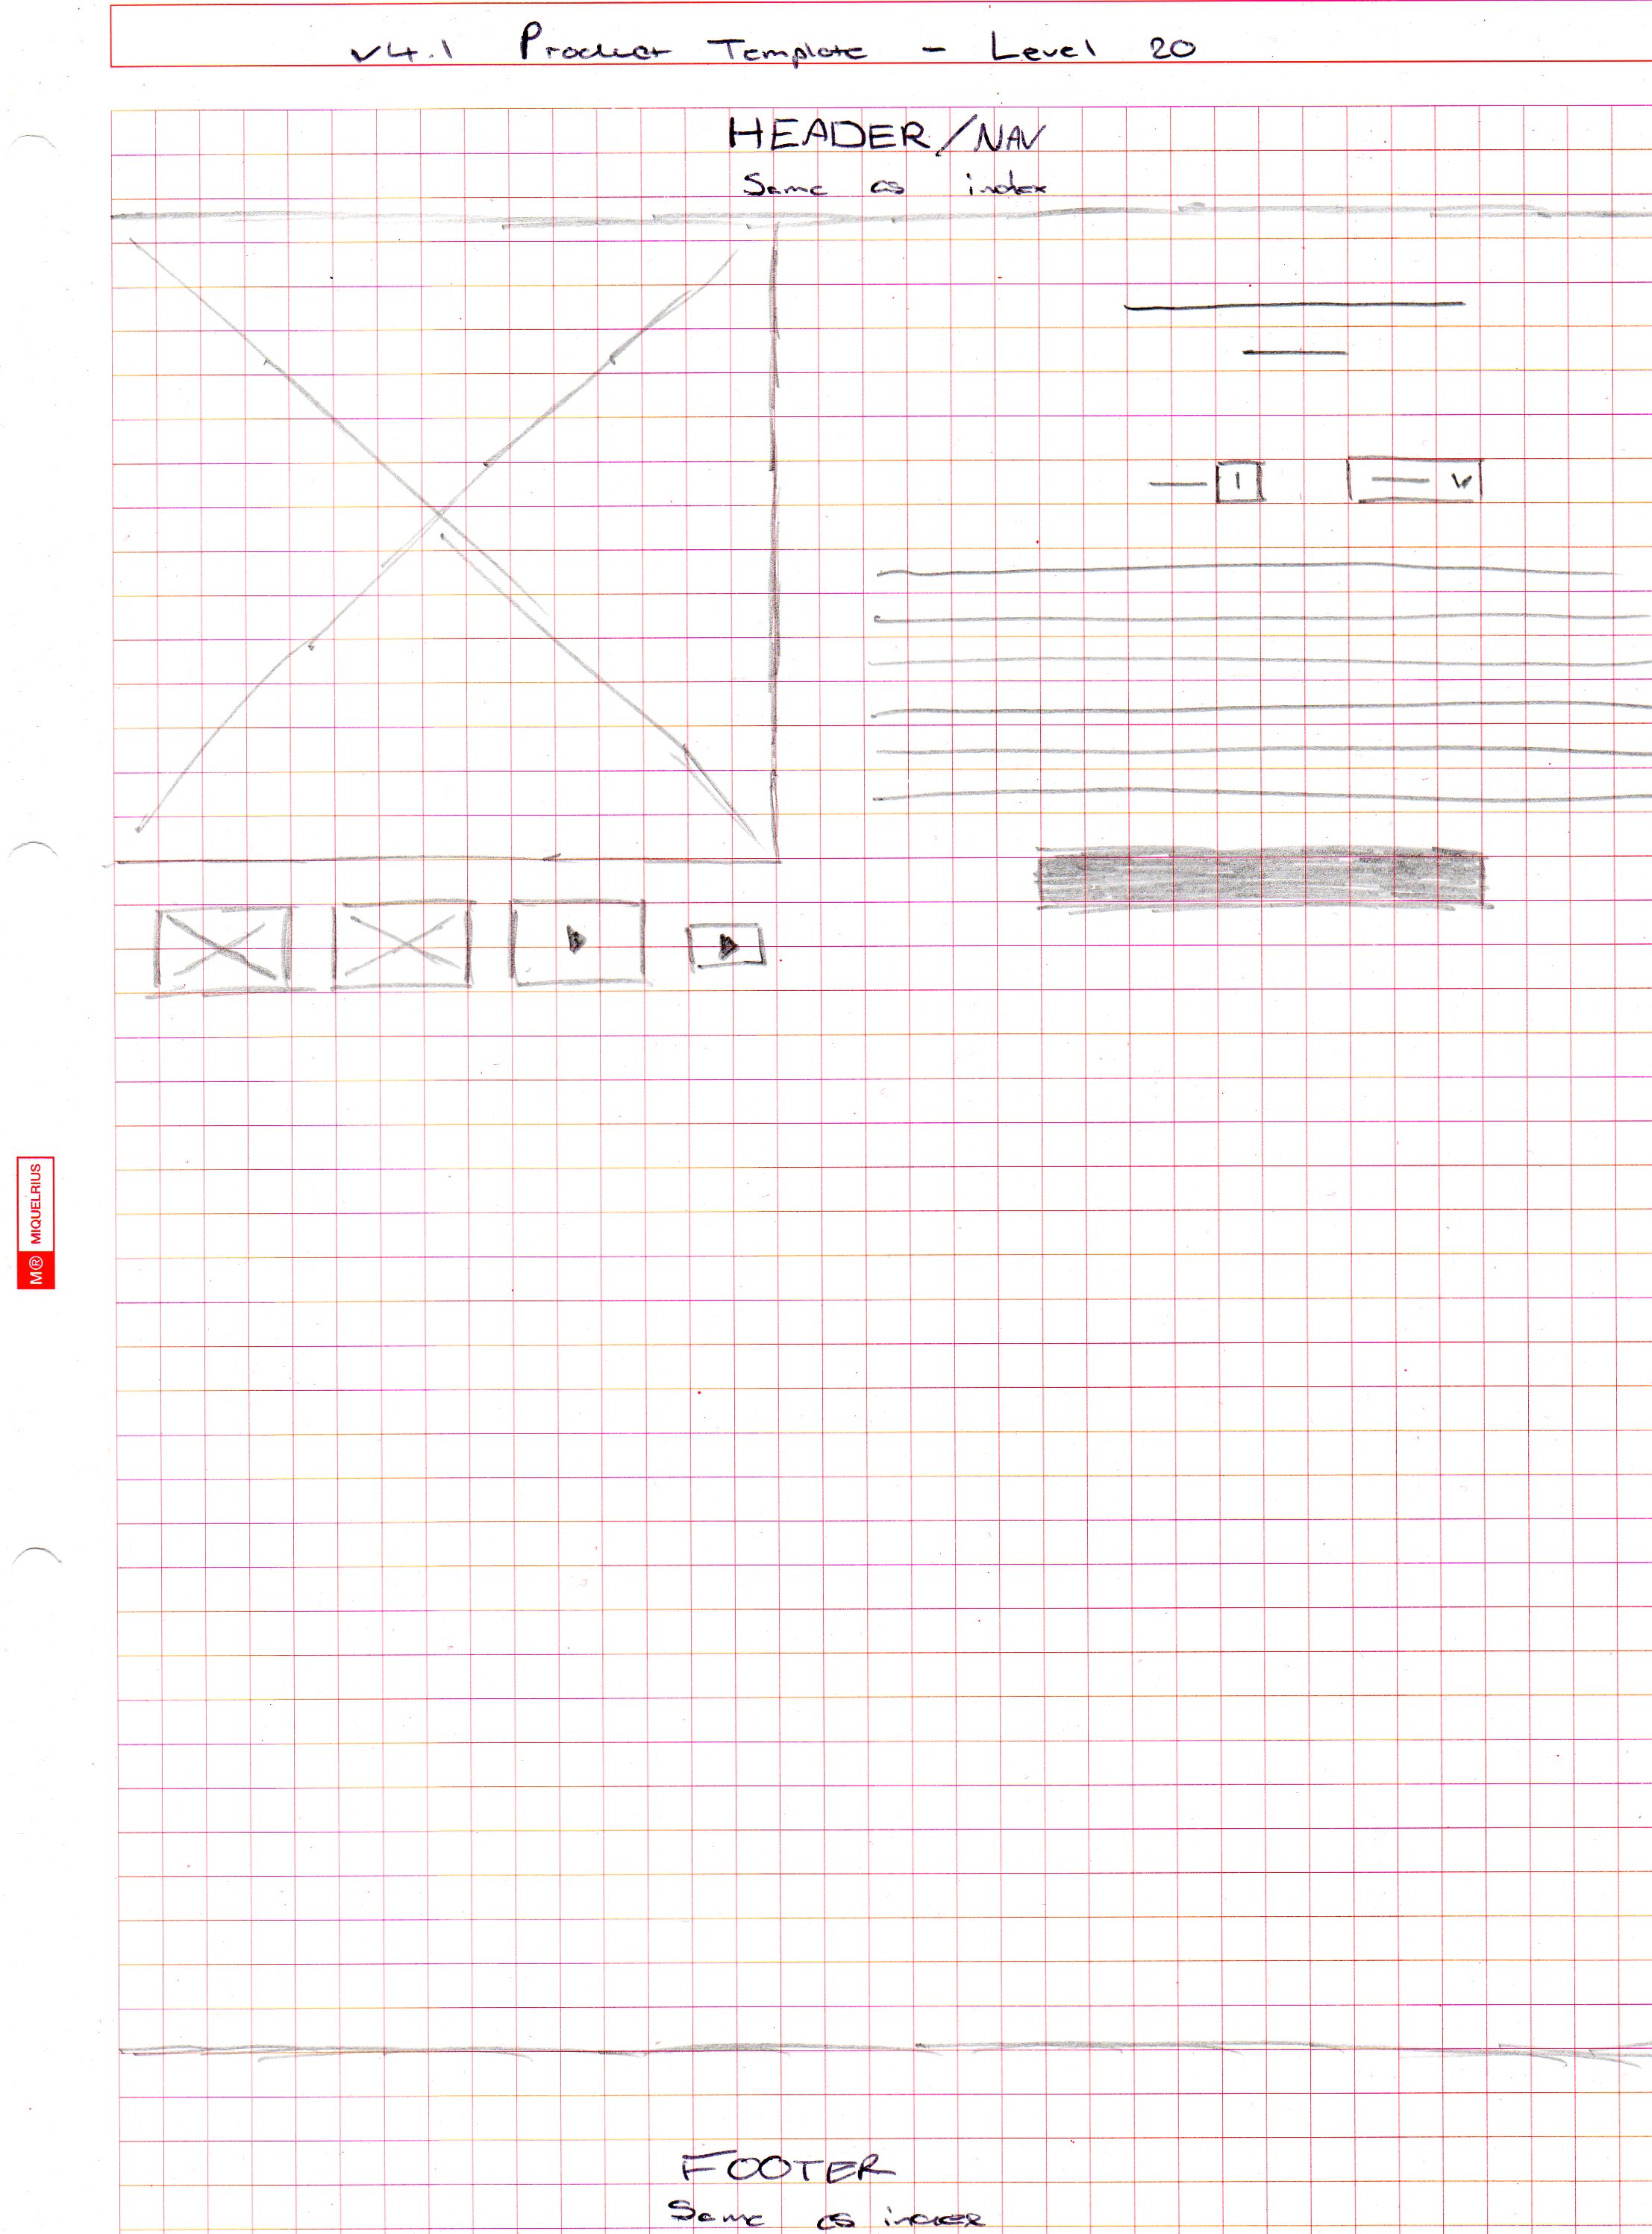 v4.1 Product Template - Level 20
HEADER/NAV
Same as index
1
M® MIQUELRIUS
FOOTER
Same as index